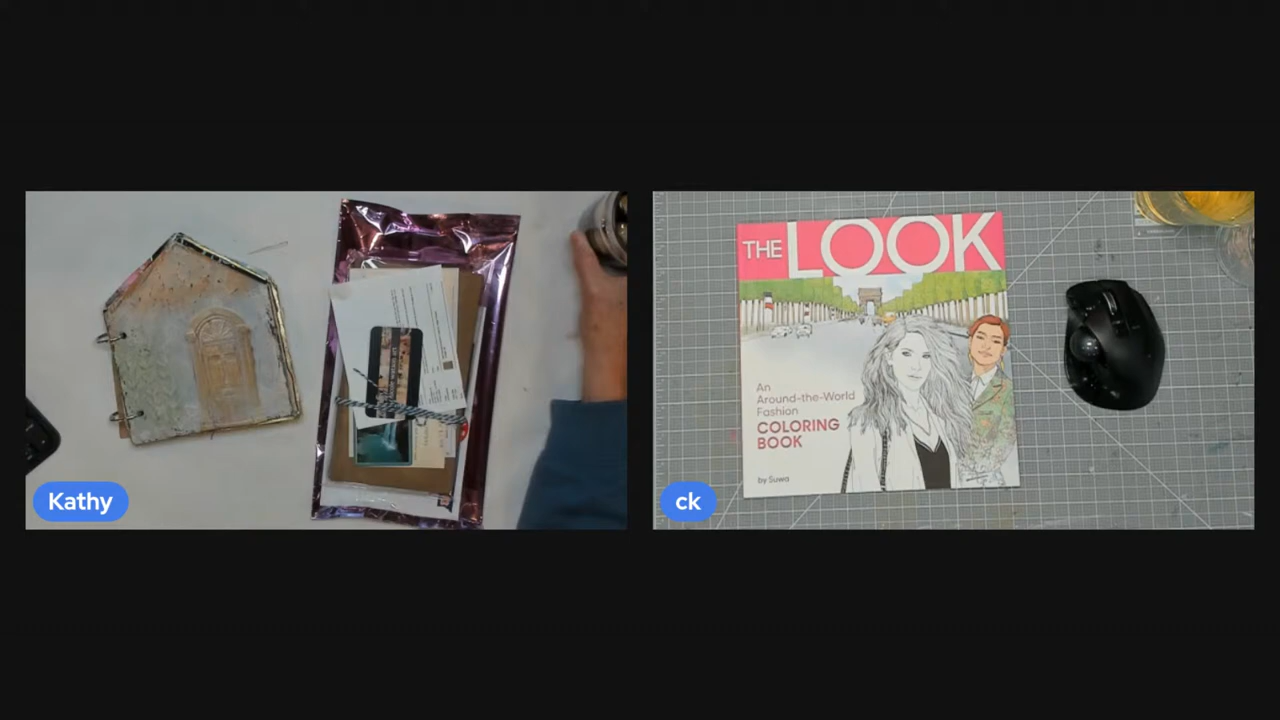 THE LOOK
An
Around-the-World
Fashion
COLORING
BOOK
by Suwa
Kathy
ck